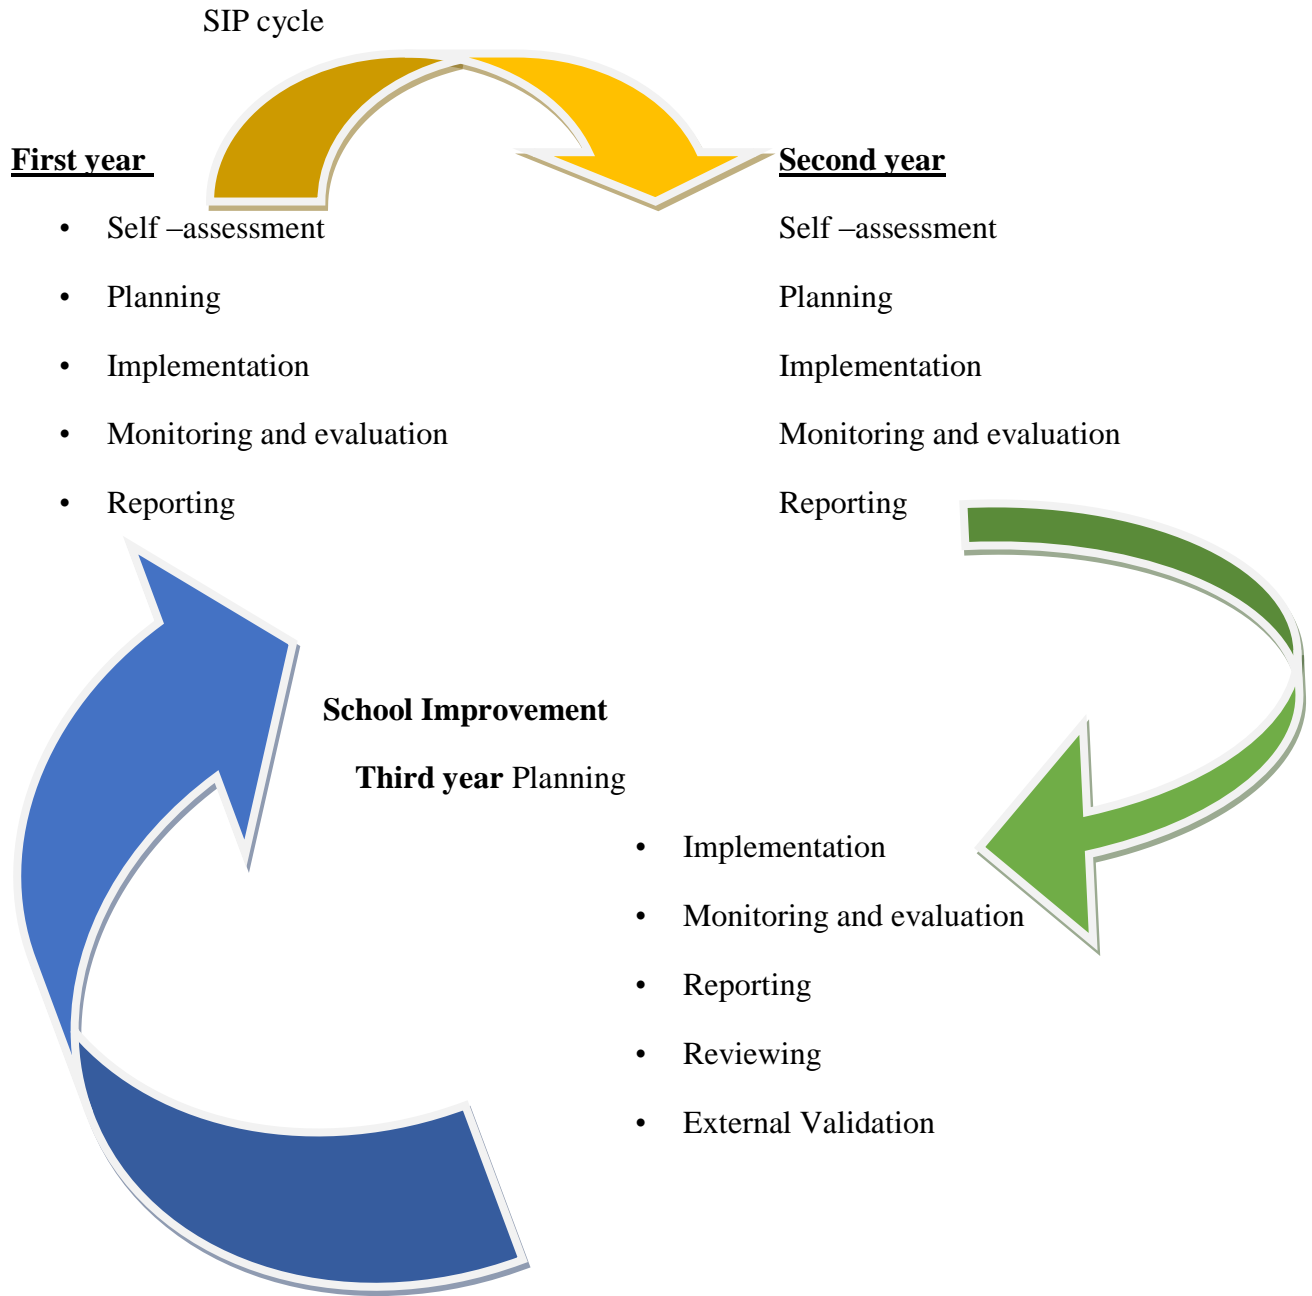 SIP cycle
First year
• Self –assessment
• Planning
• Implementation
• Monitoring and evaluation
• Reporting
Second year
Self –assessment
Planning
Implementation
Monitoring and evaluation
Reporting
School Improvement
Third year Planning
• Implementation
• Monitoring and evaluation
• Reporting
• Reviewing
• External Validation